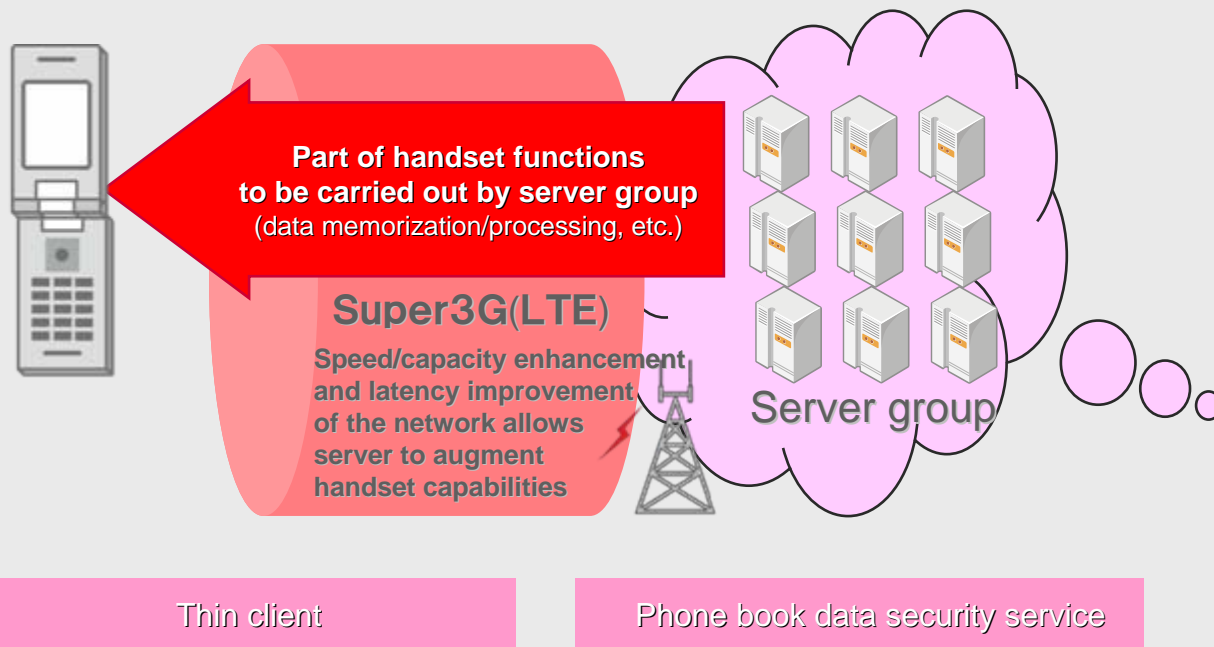 Part of handset functions
to be carried out by server group
(data memorization/processing, etc.)
Super3G(LTE)
Speed/capacity enhancement
and latency improvement
of the network allows
server to augment
handset capabilities
Server group
Thin client
Phone book data security service